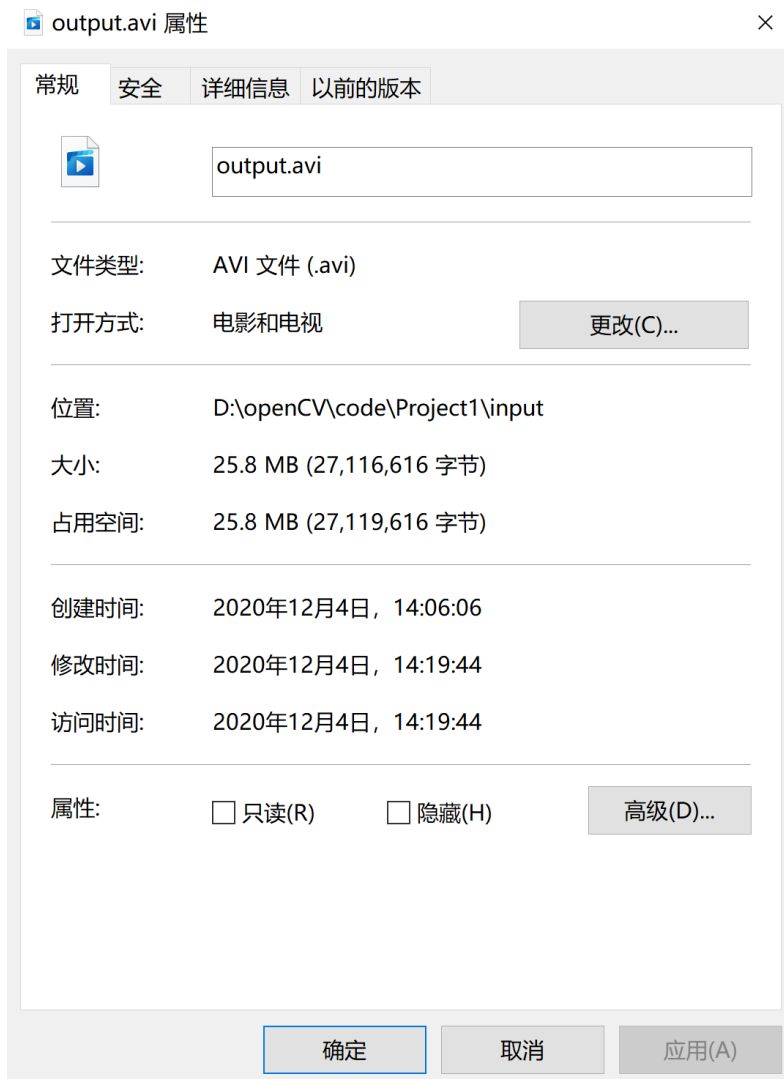 output.avi 属性
常规 安全 详细信息 以前的版本
output.avi
文件类型: AVI 文件 (.avi)
打开方式: 电影和电视 更改(C)...
位置: D:\openCV\code\Project1\input
大小: 25.8 MB (27,116,616 字节)
占用空间: 25.8 MB (27,119,616 字节)
创建时间: 2020年12月4日，14:06:06
修改时间: 2020年12月4日，14:19:44
访问时间: 2020年12月4日，14:19:44
属性: 只读(R) 隐藏(H) 高级(D)...
确定 取消 应用(A)